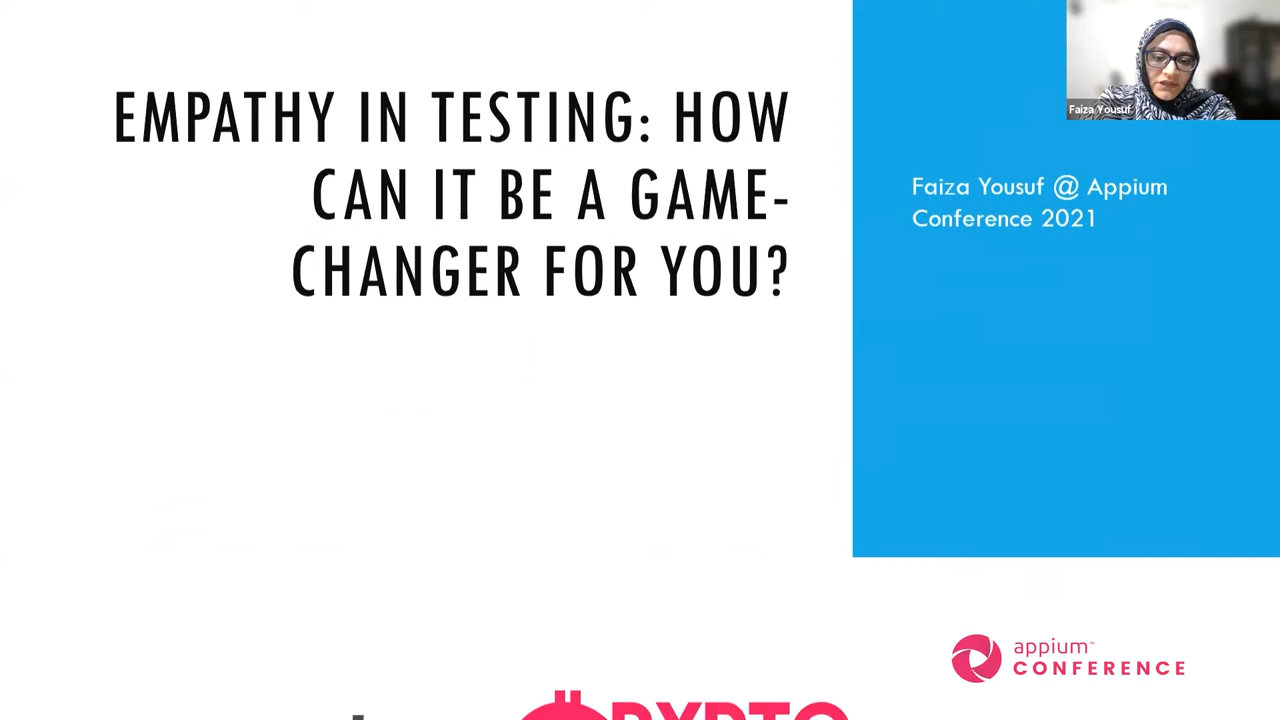 EMPATHY IN TESTING: HOW
CAN IT BE A GAME-
CHANGER FOR YOU?
Faiza Yousuf
Faiza Yousuf @ Appium
Conference 2021
appium™
CONFERENCE